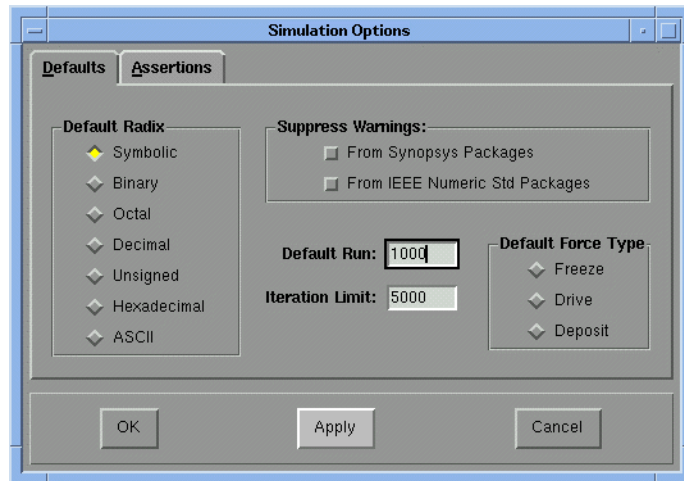 Simulation Options
Defaults Assertions
Default Radix
Symbolic
Binary
Octal
Decimal
Unsigned
Hexadecimal
ASCII
Suppress Warnings:
From Synopsys Packages
From IEEE Numeric Std Packages
Default Run: 1000
Iteration Limit: 5000
Default Force Type
Freeze
Drive
Deposit
OK Apply Cancel